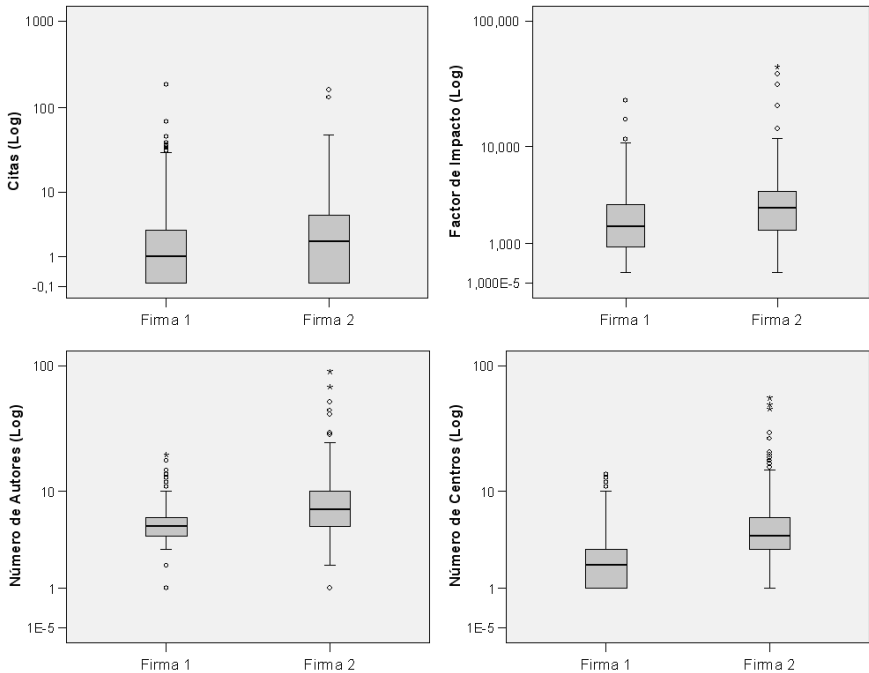 Citas (Log)
1000
100
10
1
-0,1
Firma 1
Firma 2
Factor de Impacto (Log)
100,000
10,000
1,000
1,000E-5
Firma 1
Firma 2
Número de Autores (Log)
100
10
1
1E-5
Firma 1
Firma 2
Número de Centros (Log)
100
10
1
1E-5
Firma 1
Firma 2